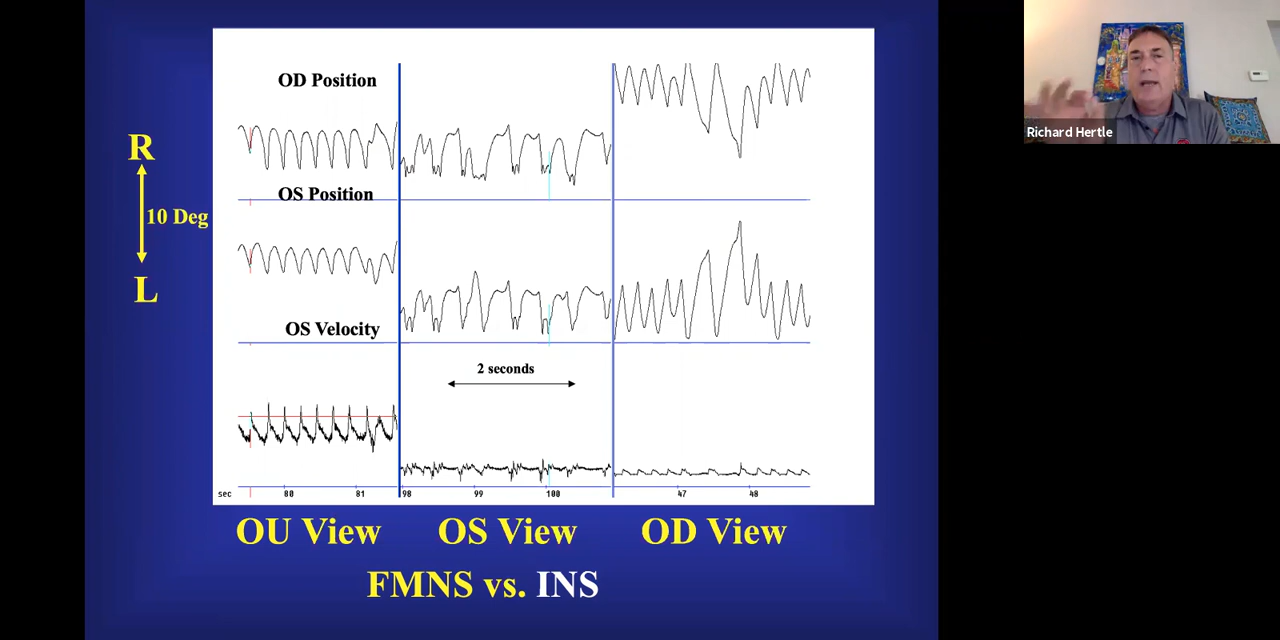 OD Position
R
10 Deg
L
OS Position
OS Velocity
2 seconds
sec 80 81 98 99 100 47 48
OU View OS View OD View
FMNS vs. INS
Richard Hertle